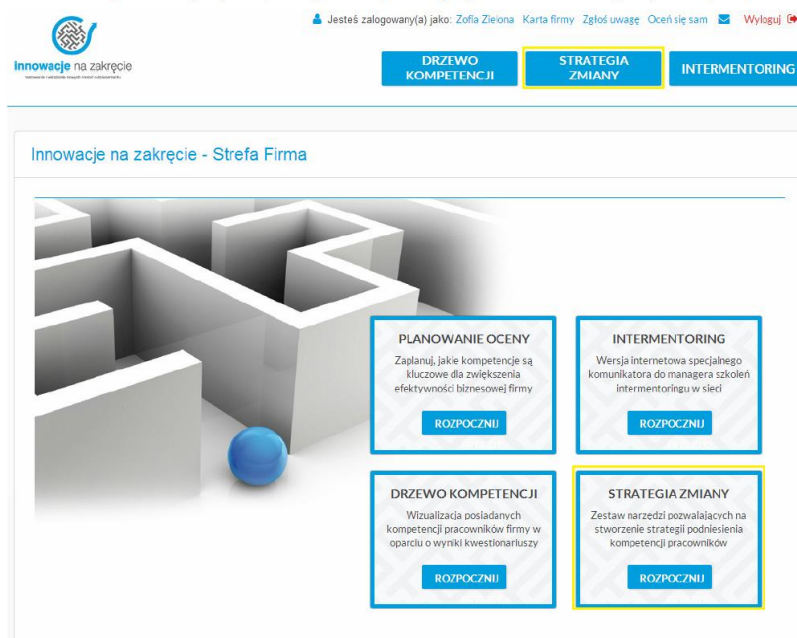 Jesteś zalogowany(a) jako: Zofia Zielona Karta firmy Zgłoś uwagę Oceń się sam Wyloguj
Innowacje na zakręcie
DRZEWO
KOMPETENCJI
STRATEGIA
ZMIANY
INTERMENTORING
Innowacje na zakręcie - Strefa Firma
PLANOWANIE OCENY
Zaplanuj, jakie kompetencje są
kluczowe dla zwiększenia
efektywności biznesowej firmy
ROZPOCZNIJ
INTERMENTORING
Wersja internetowa specjalnego
komunikatora do managera szkoleń
intermentoringu w sieci
ROZPOCZNIJ
DRZEWO KOMPETENCJI
Wizualizacja posiadanych
kompetencji pracowników firmy w
oparciu o wyniki kwestionariuszy
ROZPOCZNIJ
STRATEGIA ZMIANY
Zestaw narzędzi pozwalających na
stworzenie strategii podniesienia
kompetencji pracowników
ROZPOCZNIJ